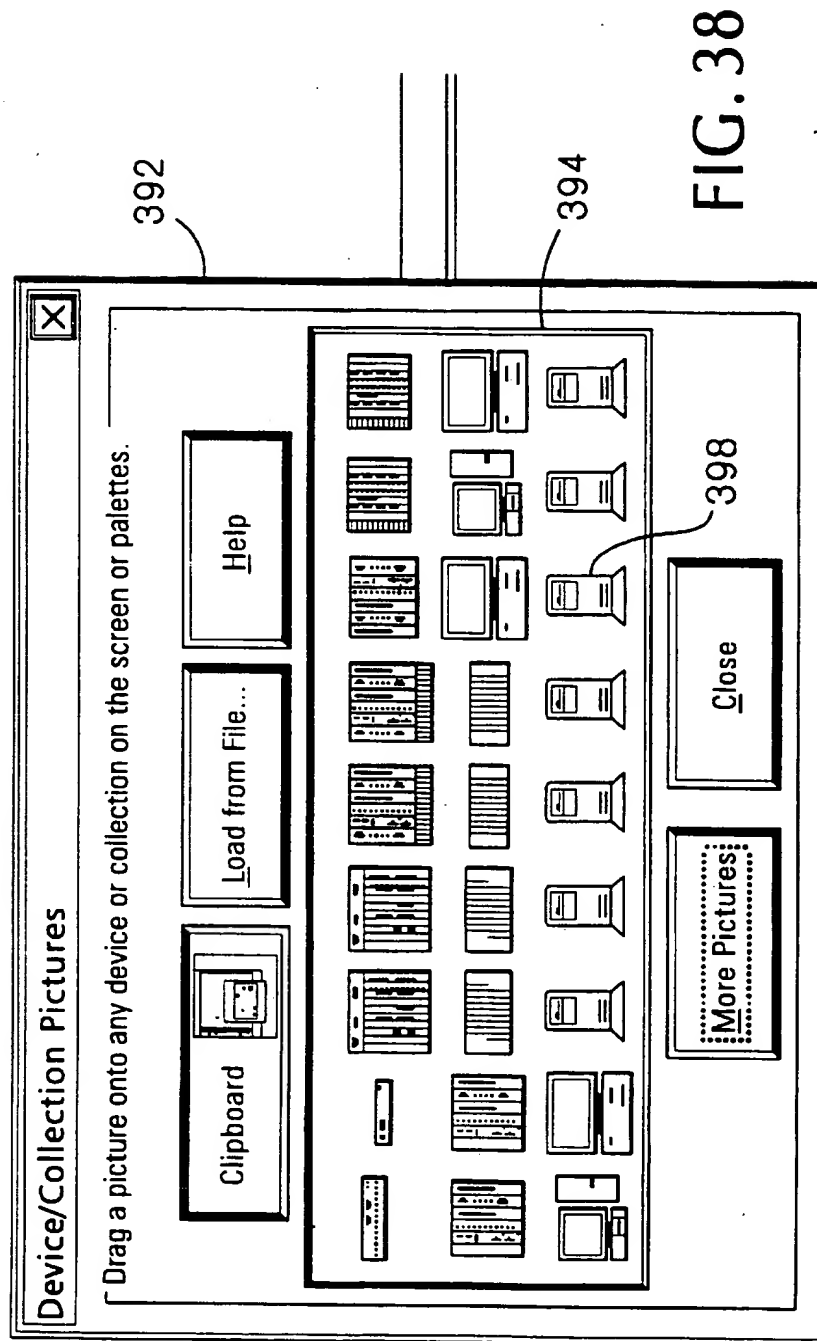 Device/Collection Pictures
Drag a picture onto any device or collection on the screen or palettes.
Clipboard
Load from File...
Help
More Pictures
Close
392
394
398
FIG. 38